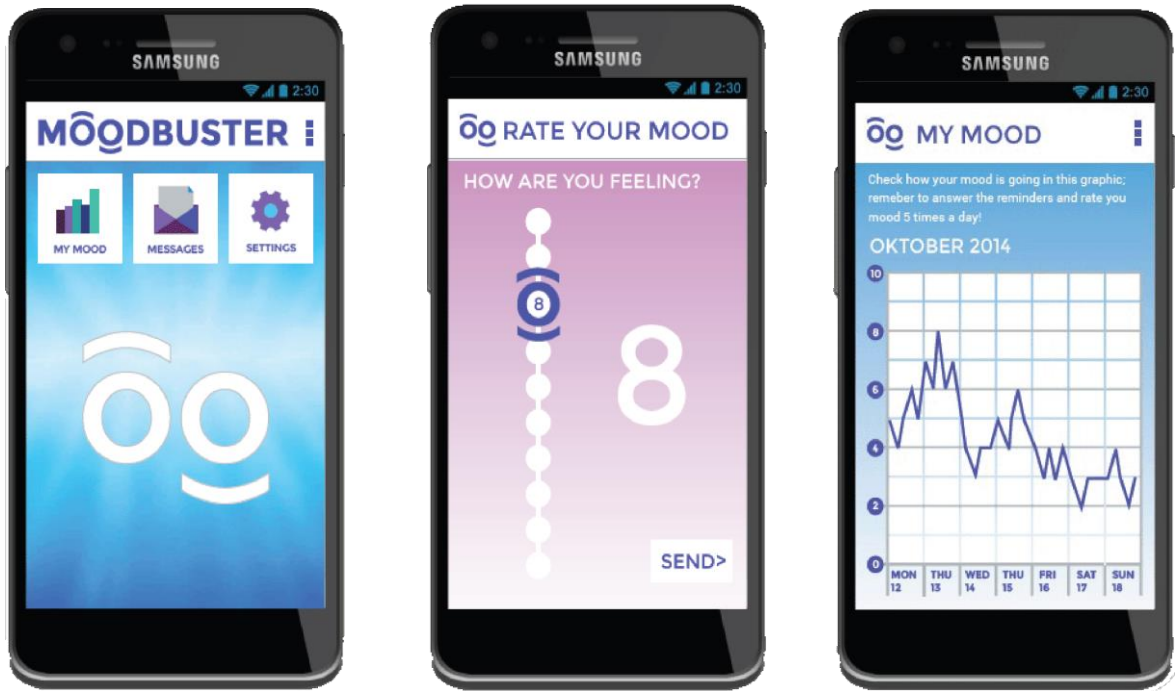 SAMSUNG
2:30
MOODBUSTER
MY MOOD
MESSAGES
SETTINGS
SAMSUNG
2:30
RATE YOUR MOOD
HOW ARE YOU FEELING?
8
8
SEND>
SAMSUNG
2:30
MY MOOD
Check how your mood is going in this graphic;
remeber to answer the reminders and rate you
mood 5 times a day!
OKTOBER 2014
10
8
6
4
2
0
MON THU WED THU FRI SAT SUN
12 13 14 15 16 17 18